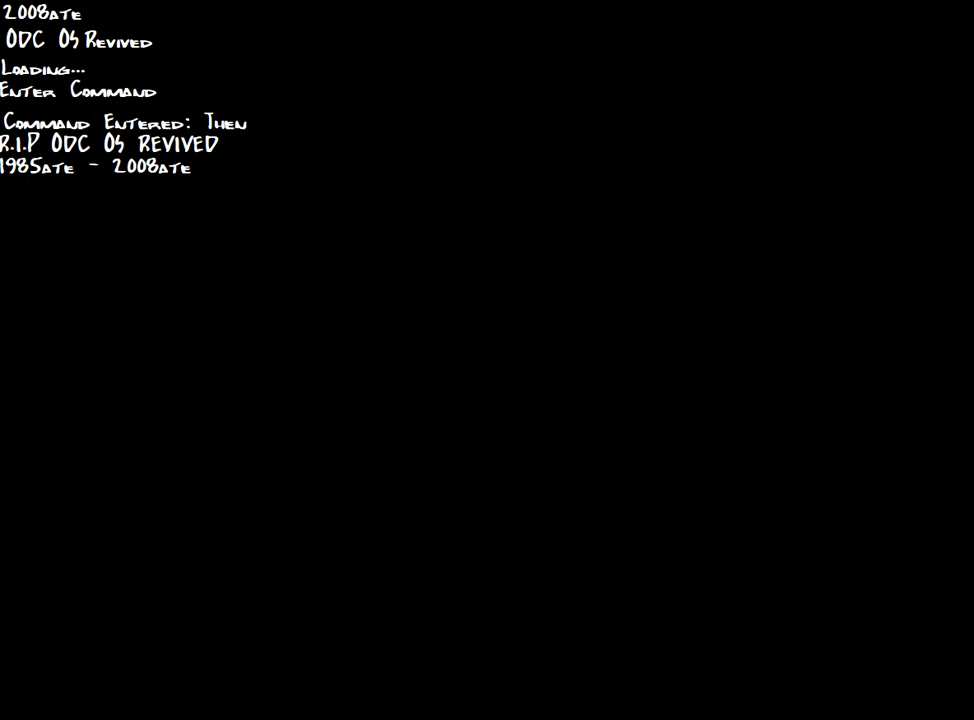 2008ate
ODC OS Revived
Loading...
Enter Command
Command Entered: Then
R.I.P ODC OS REVIVED
1985ate - 2008ate